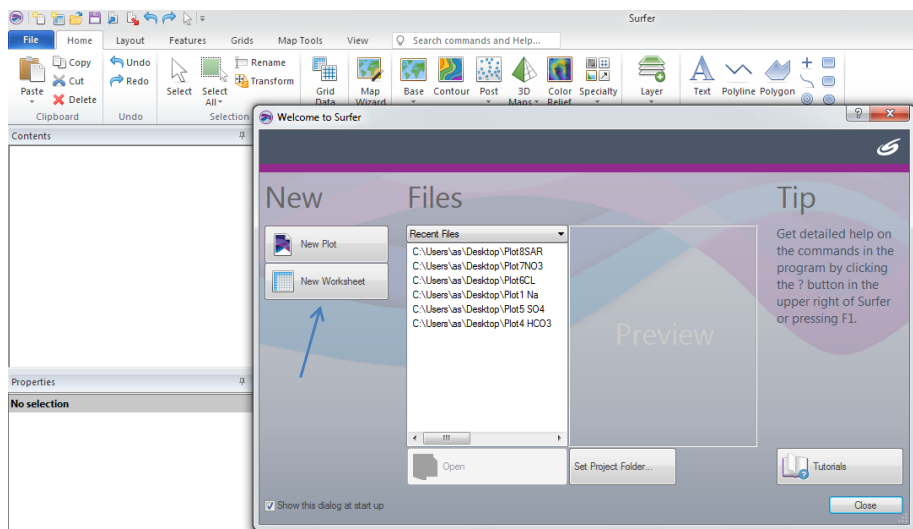 Surfer
File Home Layout Features Grids Map Tools View Search commands and Help...
Paste
Copy
Cut
Delete
Clipboard
Undo
Redo
Undo
Select
Select All
Rename
Transform
Selection
Grid Data
Map Wizard
Base
Contour
Post
3D Maps
Color Relief
Specialty
Layer
Text
Polyline
Polygon
Contents
Properties
No selection
Welcome to Surfer
New
New Plot
New Worksheet
Files
Recent Files
C:\Users\as\Desktop\Plot8SAR
C:\Users\as\Desktop\Plot7NO3
C:\Users\as\Desktop\Plot6CL
C:\Users\as\Desktop\Plot1 Na
C:\Users\as\Desktop\Plot5 SO4
C:\Users\as\Desktop\Plot4 HCO3
Preview
Open
Set Project Folder...
Tip
Get detailed help on
the commands in the
program by clicking
the ? button in the
upper right of Surfer
or pressing F1.
Tutorials
Show this dialog at start up
Close